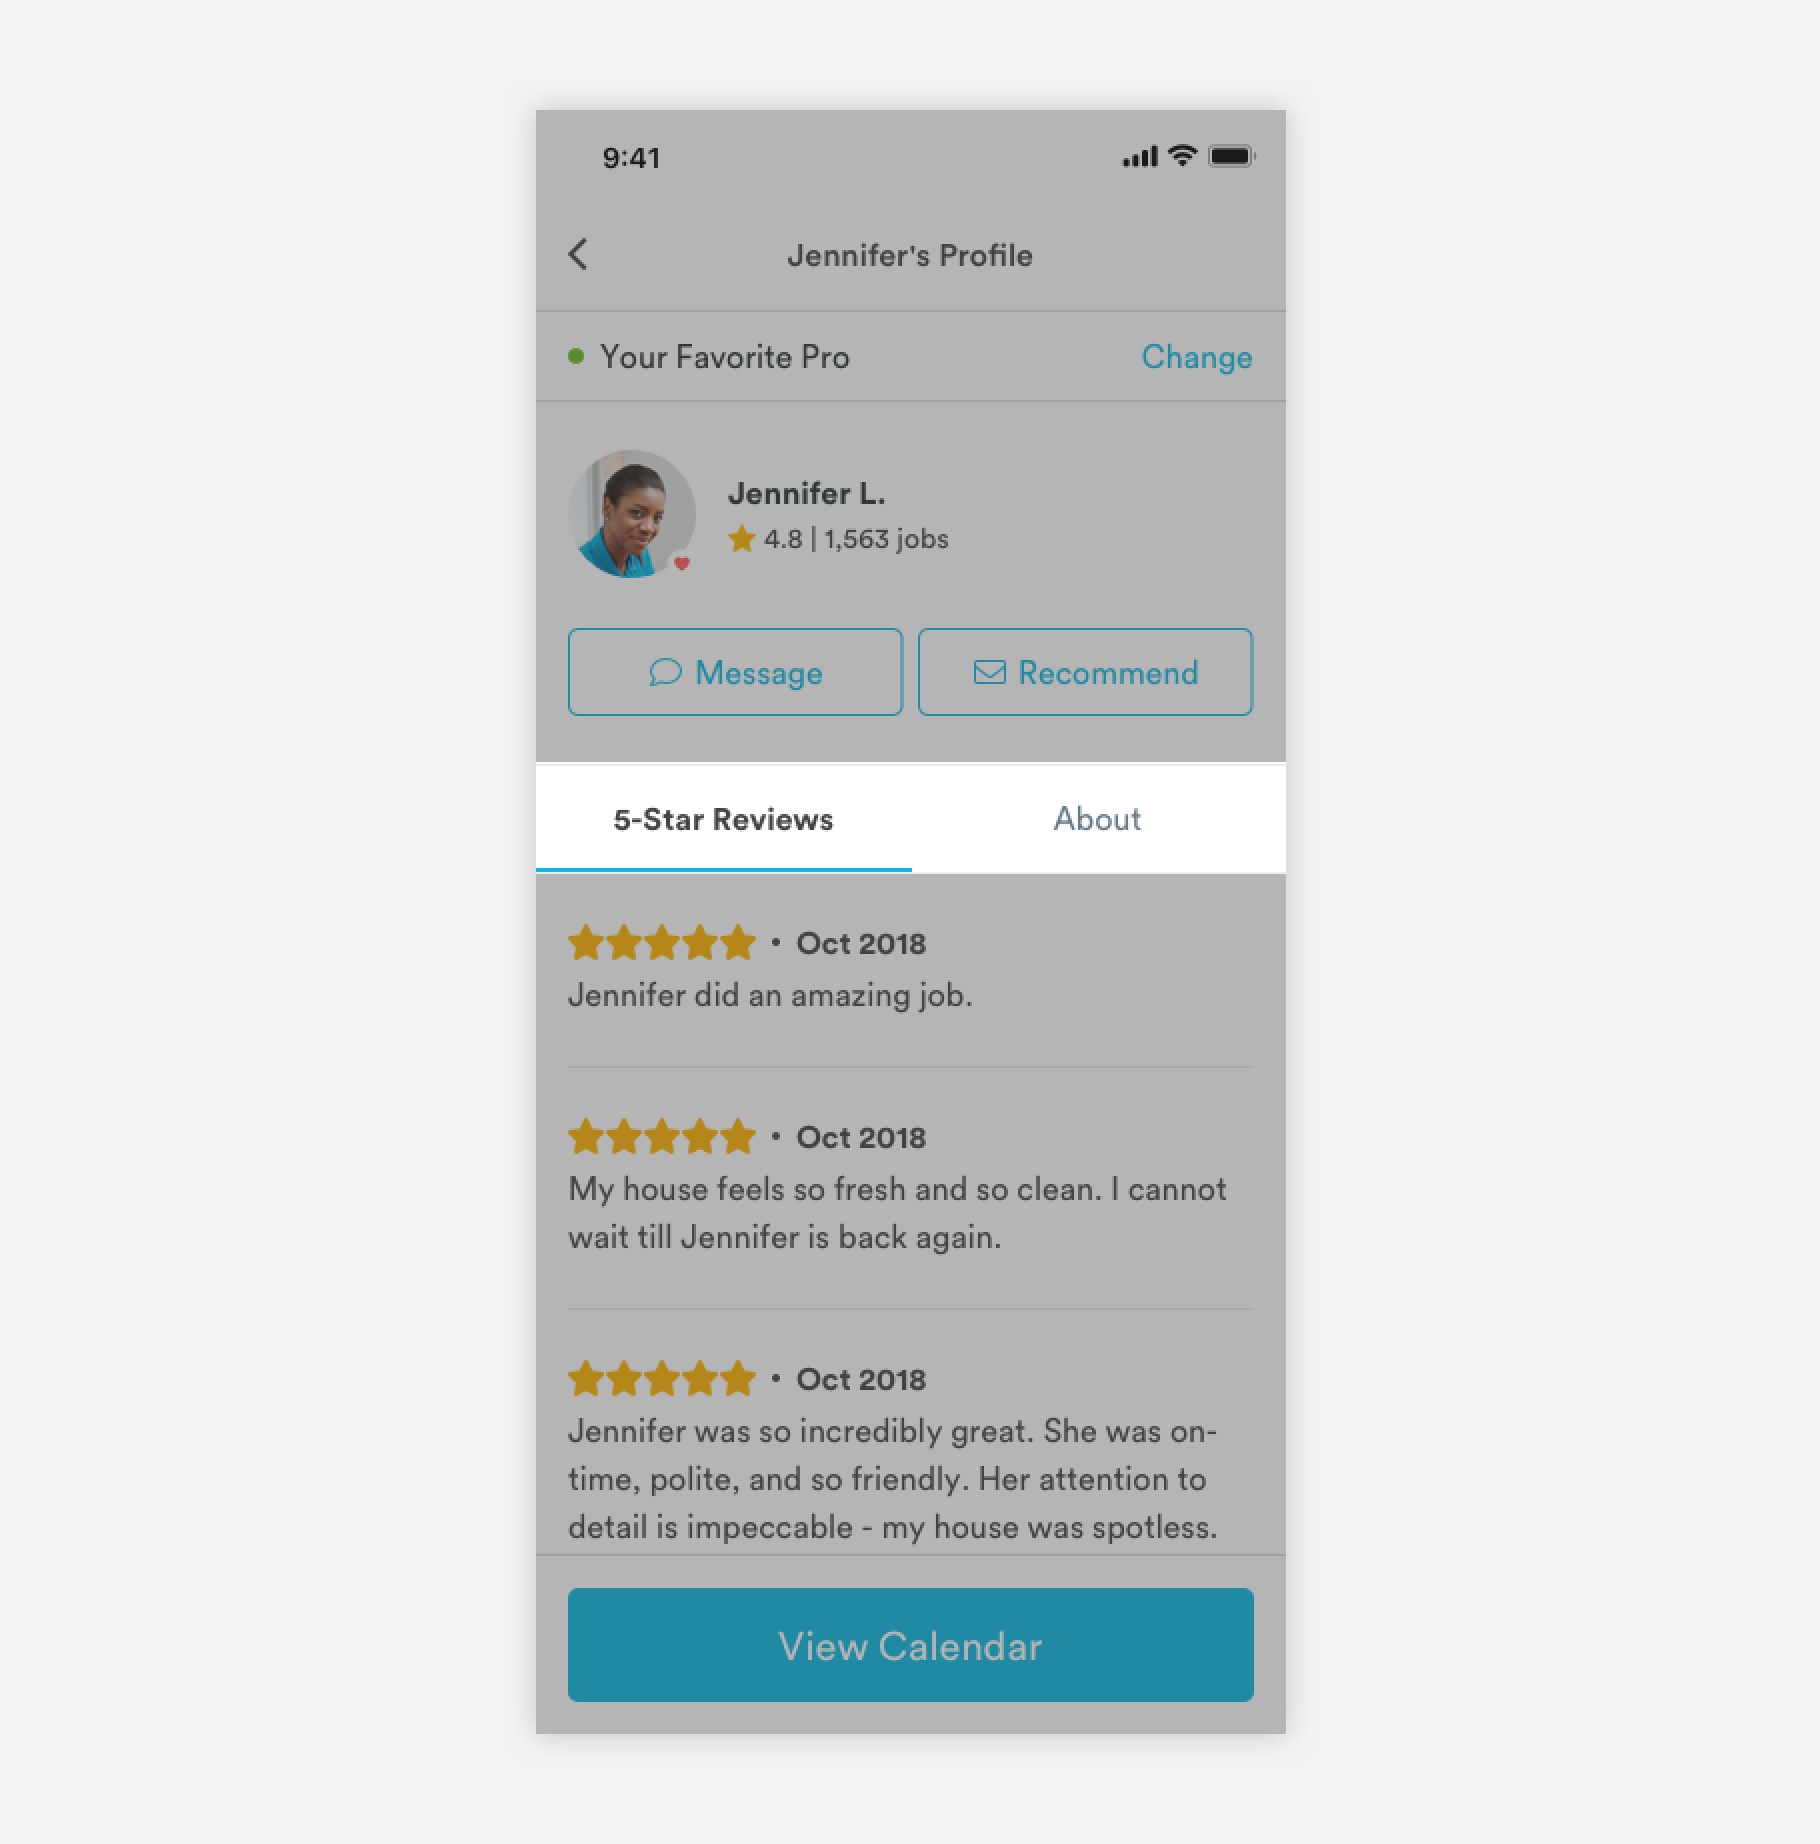 9:41
Jennifer's Profile
Your Favorite Pro
Change
Jennifer L.
4.8 | 1,563 jobs
Message
Recommend
5-Star Reviews
About
• Oct 2018
Jennifer did an amazing job.
• Oct 2018
My house feels so fresh and so clean. I cannot
wait till Jennifer is back again.
• Oct 2018
Jennifer was so incredibly great. She was on-
time, polite, and so friendly. Her attention to
detail is impeccable - my house was spotless.
View Calendar